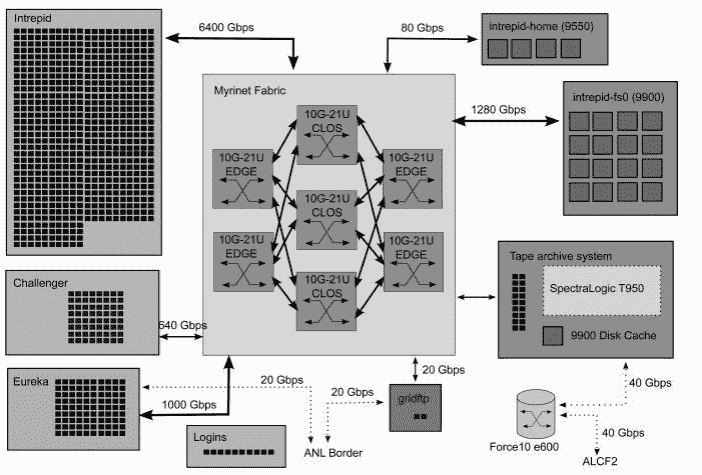 Intrepid
6400 Gbps
80 Gbps
intrepid-home (9550)
Myrinet Fabric
10G-21U
CLOS
1280 Gbps
intrepid-fs0 (9900)
10G-21U
EDGE
10G-21U
EDGE
10G-21U
CLOS
10G-21U
EDGE
10G-21U
EDGE
10G-21U
CLOS
Tape archive system
SpectraLogic T950
9900 Disk Cache
Challenger
640 Gbps
Eureka
1000 Gbps
20 Gbps
20 Gbps
20 Gbps
gridftp
40 Gbps
40 Gbps
Logins
ANL Border
Force10 e600
ALCF2